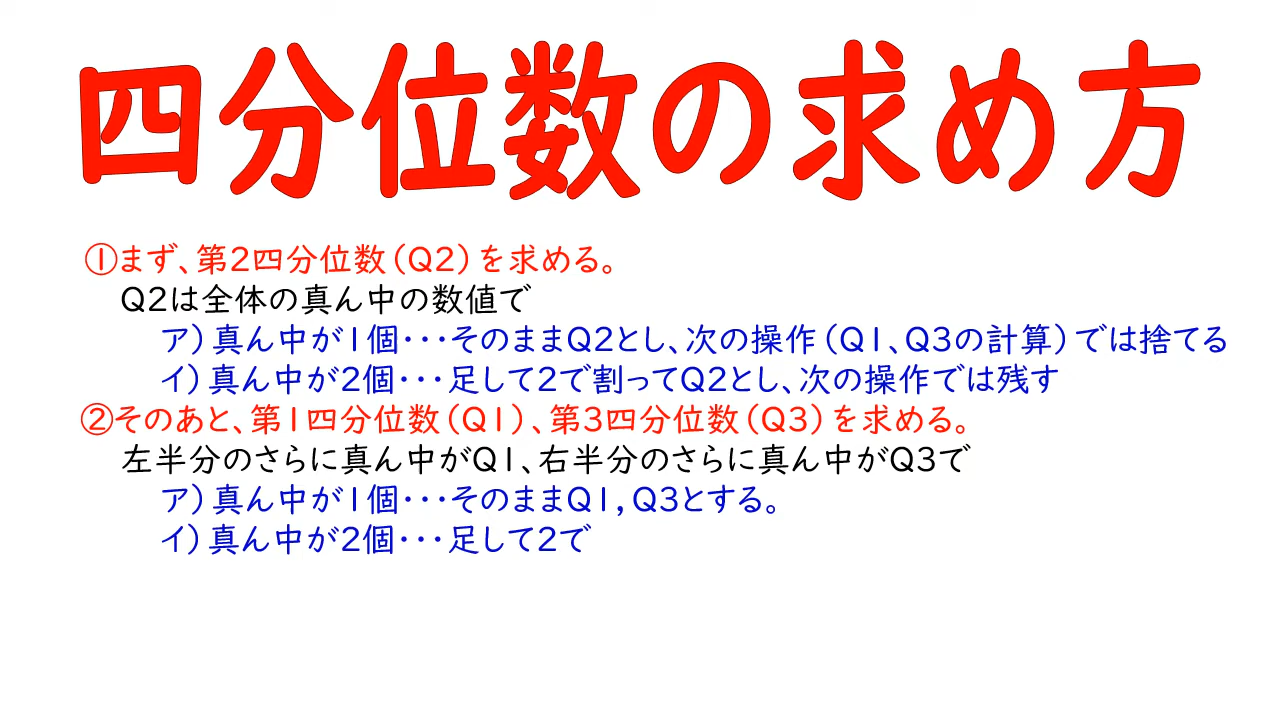 四分位数の求め方
①まず、第2四分位数(Q2)を求める。
Q2は全体の真ん中の数値で
ア)真ん中が1個・・・そのままQ2とし、次の操作(Q1、Q3の計算)では捨てる
イ)真ん中が2個・・・足して2で割ってQ2とし、次の操作では残す
②そのあと、第1四分位数(Q1)、第3四分位数(Q3)を求める。
左半分のさらに真ん中がQ1、右半分のさらに真ん中がQ3で
ア)真ん中が1個・・・そのままQ1,Q3とする。
イ)真ん中が2個・・・足して2で